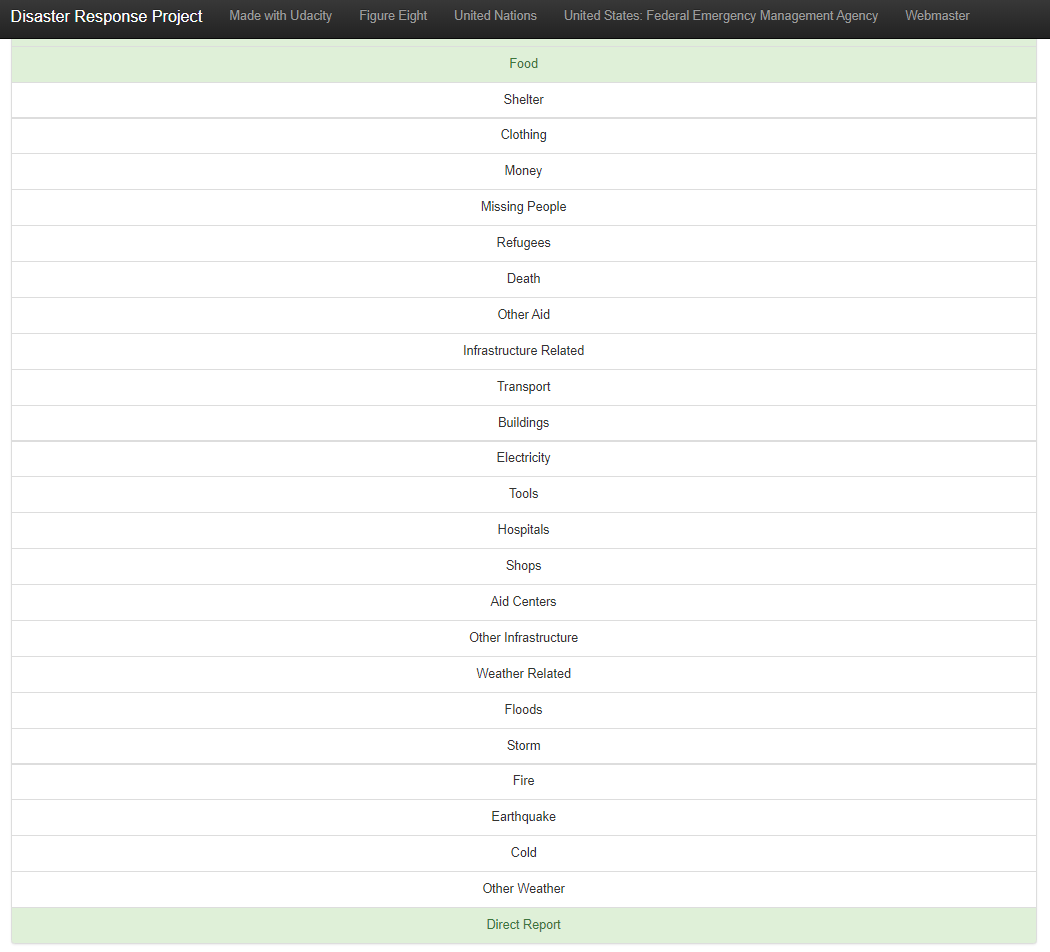 Disaster Response Project Made with Udacity Figure Eight United Nations United States: Federal Emergency Management Agency Webmaster
Food
Shelter
Clothing
Money
Missing People
Refugees
Death
Other Aid
Infrastructure Related
Transport
Buildings
Electricity
Tools
Hospitals
Shops
Aid Centers
Other Infrastructure
Weather Related
Floods
Storm
Fire
Earthquake
Cold
Other Weather
Direct Report